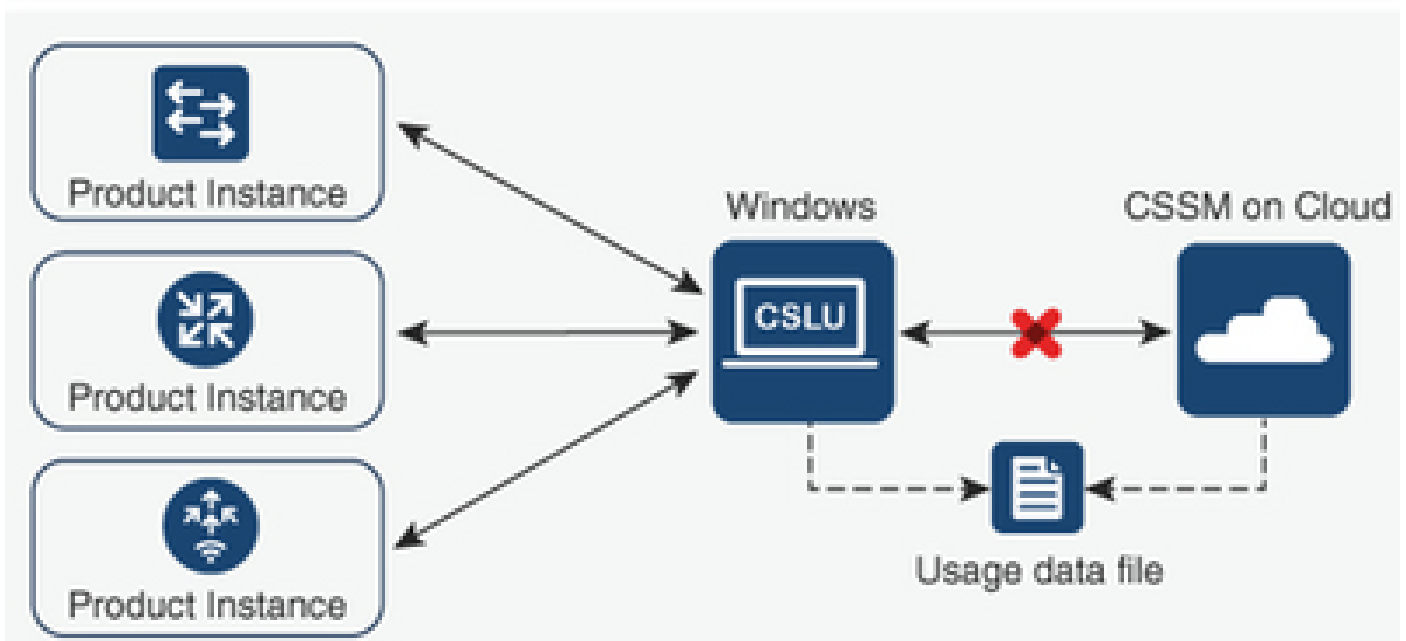 Product Instance
Product Instance
Product Instance
Windows
CSLU
CSSM on Cloud
Usage data file